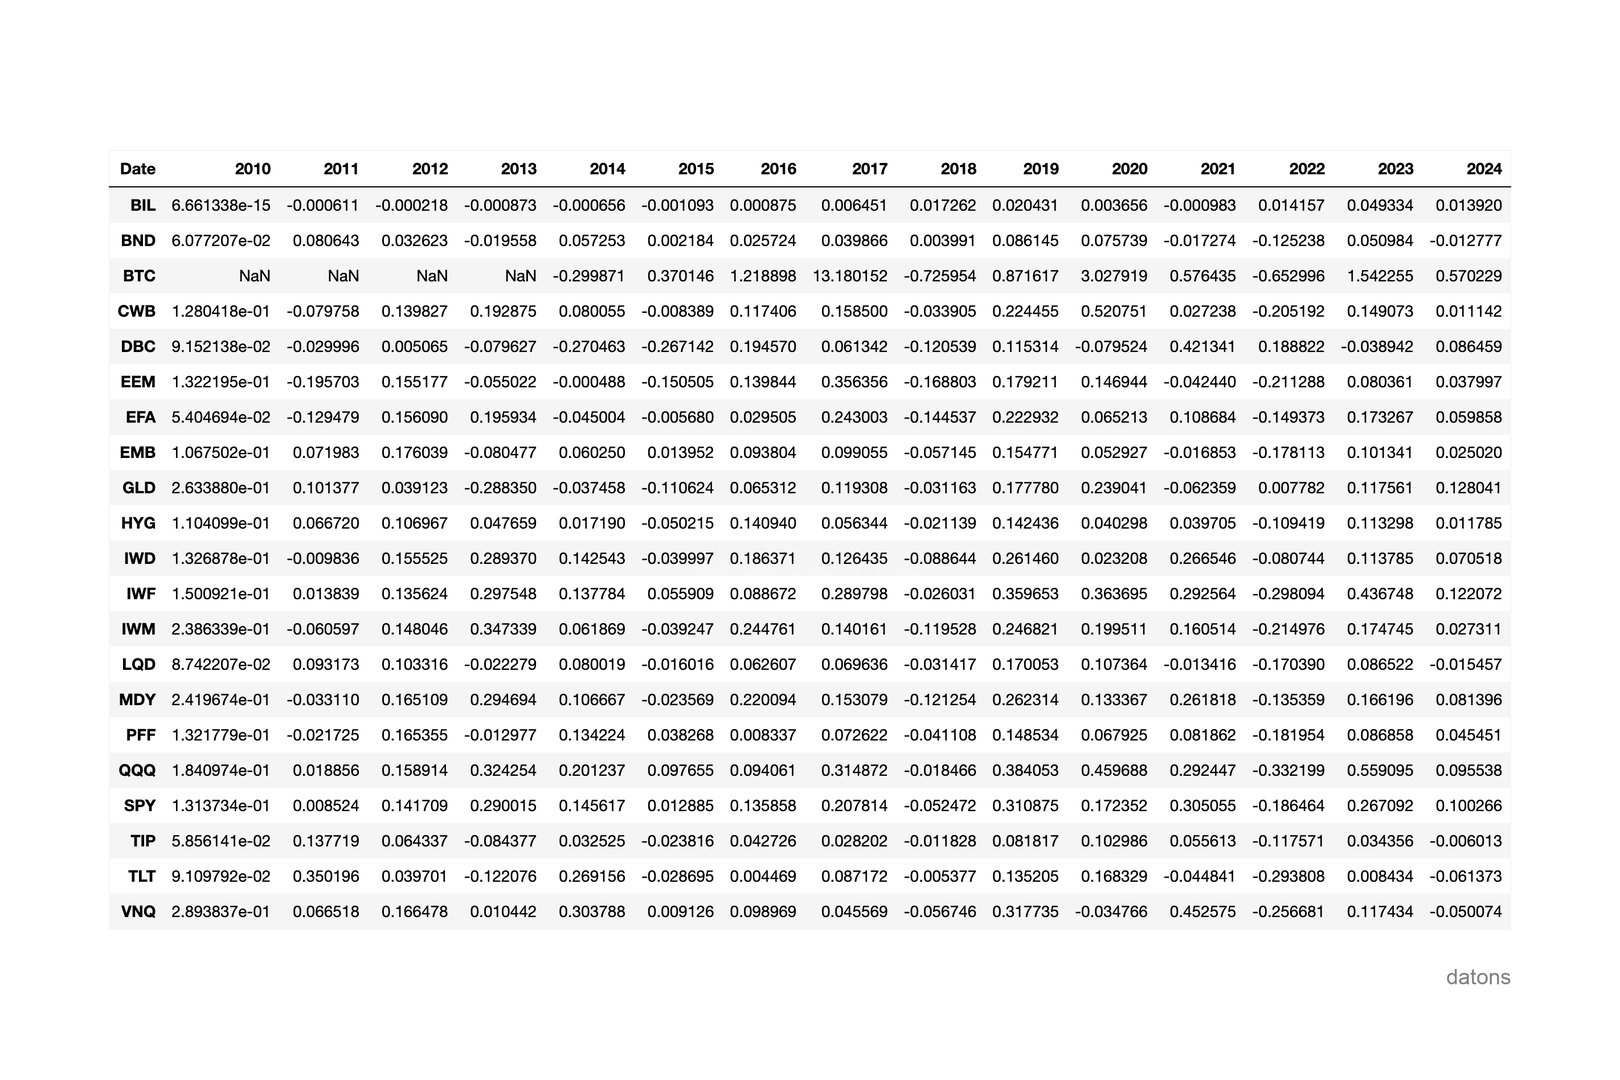 Date 2010 2011 2012 2013 2014 2015 2016 2017 2018 2019 2020 2021 2022 2023 2024
BIL 6.661338e-15 -0.000611 -0.000218 -0.000873 -0.000656 -0.001093 0.000875 0.006451 0.017262 0.020431 0.003656 -0.000983 0.014157 0.049334 0.013920
BND 6.077207e-02 0.080643 0.032623 -0.019558 0.057253 0.002184 0.025724 0.039866 0.003991 0.086145 0.075739 -0.017274 -0.125238 0.050984 -0.012777
BTC NaN NaN NaN NaN -0.299871 0.370146 1.218898 13.180152 -0.725954 0.871617 3.027919 0.576435 -0.652996 1.542255 0.570229
CWB 1.280418e-01 -0.079758 0.139827 0.192875 0.080055 -0.008389 0.117406 0.158500 -0.033905 0.224455 0.520751 0.027238 -0.205192 0.149073 0.011142
DBC 9.152138e-02 -0.029996 0.005065 -0.079627 -0.270463 -0.267142 0.194570 0.061342 -0.120539 0.115314 -0.079524 0.421341 0.188822 -0.038942 0.086459
EEM 1.322195e-01 -0.195703 0.155177 -0.055022 -0.000488 -0.150505 0.139844 0.356356 -0.168803 0.179211 0.146944 -0.042440 -0.211288 0.080361 0.037997
EFA 5.404694e-02 -0.129479 0.156090 0.195934 -0.045004 -0.005680 0.029505 0.243003 -0.144537 0.222932 0.065213 0.108684 -0.149373 0.173267 0.059858
EMB 1.067502e-01 0.071983 0.176039 -0.080477 0.060250 0.013952 0.093804 0.099055 -0.057145 0.154771 0.052927 -0.016853 -0.178113 0.101341 0.025020
GLD 2.633880e-01 0.101377 0.039123 -0.288350 -0.037458 -0.110624 0.065312 0.119308 -0.031163 0.177780 0.239041 -0.062359 0.007782 0.117561 0.128041
HYG 1.104099e-01 0.066720 0.106967 0.047659 0.017190 -0.050215 0.140940 0.056344 -0.021139 0.142436 0.040298 0.039705 -0.109419 0.113298 0.011785
IWD 1.326878e-01 -0.009836 0.155525 0.289370 0.142543 -0.039997 0.186371 0.126435 -0.088644 0.261460 0.023208 0.266546 -0.080744 0.113785 0.070518
IWF 1.500921e-01 0.013839 0.135624 0.297548 0.137784 0.055909 0.088672 0.289798 -0.026031 0.359653 0.363695 0.292564 -0.298094 0.436748 0.122072
IWM 2.386339e-01 -0.060597 0.148046 0.347339 0.061869 -0.039247 0.244761 0.140161 -0.119528 0.246821 0.199511 0.160514 -0.214976 0.174745 0.027311
LQD 8.742207e-02 0.093173 0.103316 -0.022279 0.080019 -0.016016 0.062607 0.069636 -0.031417 0.170053 0.107364 -0.013416 -0.170390 0.086522 -0.015457
MDY 2.419674e-01 -0.033110 0.165109 0.294694 0.106667 -0.023569 0.220094 0.153079 -0.121254 0.262314 0.133367 0.261818 -0.135359 0.166196 0.081396
PFF 1.321779e-01 -0.021725 0.165355 -0.012977 0.134224 0.038268 0.008337 0.072622 -0.041108 0.148534 0.067925 0.081862 -0.181954 0.086858 0.045451
QQQ 1.840974e-01 0.018856 0.158914 0.324254 0.201237 0.097655 0.094061 0.314872 -0.018466 0.384053 0.459688 0.292447 -0.332199 0.559095 0.095538
SPY 1.313734e-01 0.008524 0.141709 0.290015 0.145617 0.012885 0.135858 0.207814 -0.052472 0.310875 0.172352 0.305055 -0.186464 0.267092 0.100266
TIP 5.856141e-02 0.137719 0.064337 -0.084377 0.032525 -0.023816 0.042726 0.028202 -0.011828 0.081817 0.102986 0.055613 -0.117571 0.034356 -0.006013
TLT 9.109792e-02 0.350196 0.039701 -0.122076 0.269156 -0.028695 0.004469 0.087172 -0.005377 0.135205 0.168329 -0.044841 -0.293808 0.008434 -0.061373
VNQ 2.893837e-01 0.066518 0.166478 0.010442 0.303788 0.009126 0.098969 0.045569 -0.056746 0.317735 -0.034766 0.452575 -0.256681 0.117434 -0.050074
datons